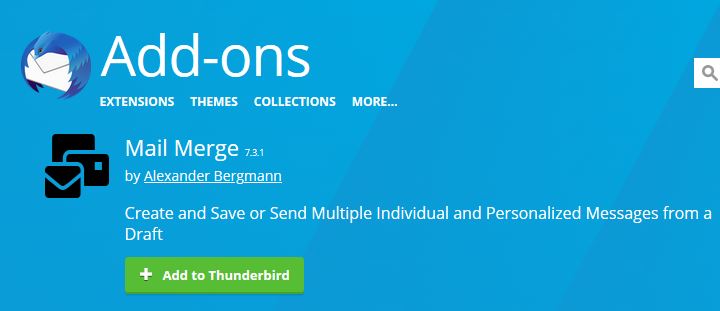 Add-ons
EXTENSIONS THEMES COLLECTIONS MORE...
Mail Merge 7.3.1
by Alexander Bergmann
Create and Save or Send Multiple Individual and Personalized Messages from a
Draft
+ Add to Thunderbird